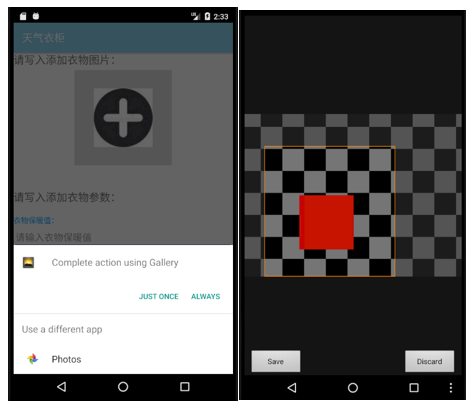 2:33
天气衣柜
请写入添加衣物图片:
请写入添加衣物参数:
衣物保暖值:
请输入衣物保暖值
Complete action using Gallery
JUST ONCE ALWAYS
Use a different app
Photos
Save Discard